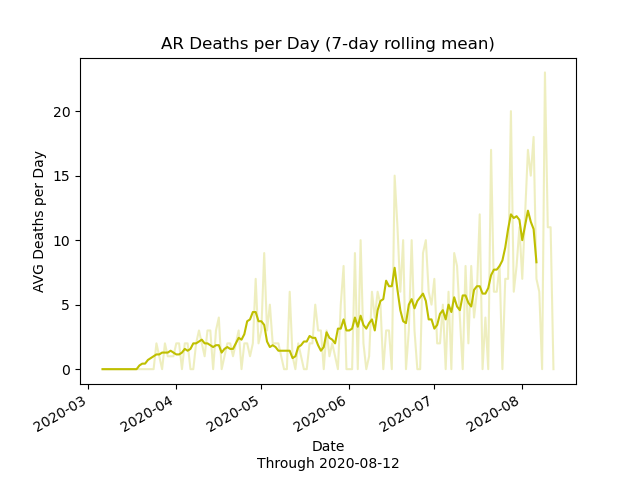 AR Deaths per Day (7-day rolling mean)
AVG Deaths per Day
20
15
10
5
0
2020-03
2020-04
2020-05
2020-06
2020-07
2020-08
Date
Through 2020-08-12